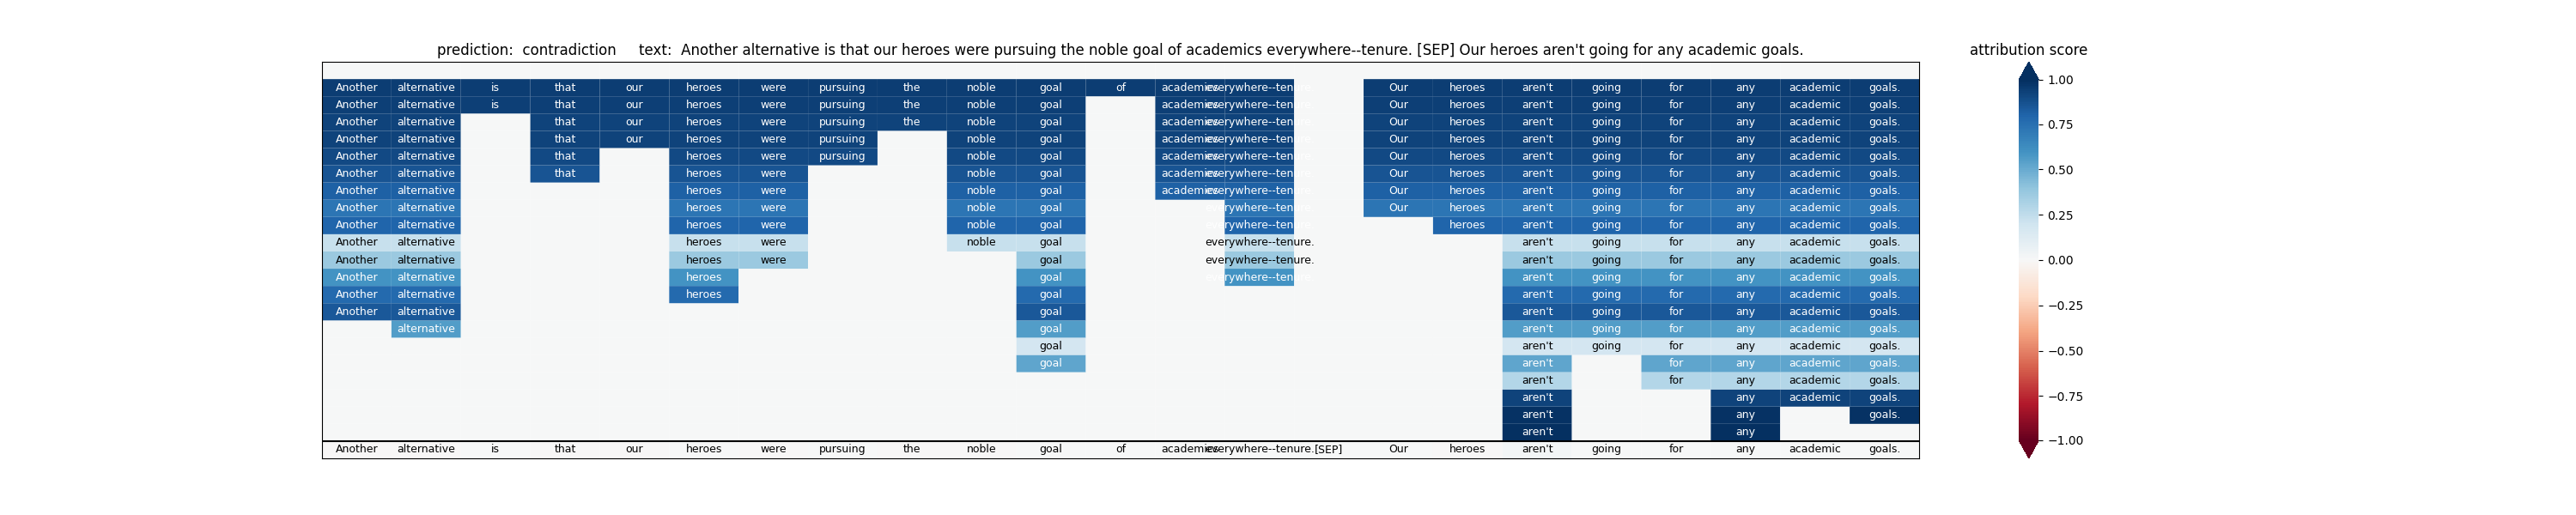 prediction: contradiction text: Another alternative is that our heroes were pursuing the noble goal of academics everywhere--tenure. [SEP] Our heroes aren't going for any academic goals.
Another alternative is that our heroes were pursuing the noble goal of academics everywhere--tenure. Our heroes aren't going for any academic goals.
Another alternative is that our heroes were pursuing the noble goal academics everywhere--tenure. Our heroes aren't going for any academic goals.
Another alternative that our heroes were pursuing the noble goal academics everywhere--tenure. Our heroes aren't going for any academic goals.
Another alternative that our heroes were pursuing noble goal academics everywhere--tenure. Our heroes aren't going for any academic goals.
Another alternative that heroes were pursuing noble goal academics everywhere--tenure. Our heroes aren't going for any academic goals.
Another alternative that heroes were noble goal academics everywhere--tenure. Our heroes aren't going for any academic goals.
Another alternative heroes were noble goal academics everywhere--tenure. Our heroes aren't going for any academic goals.
Another alternative heroes were noble goal everywhere--tenure. Our heroes aren't going for any academic goals.
Another alternative heroes were noble goal everywhere--tenure. heroes aren't going for any academic goals.
Another alternative heroes were noble goal everywhere--tenure. aren't going for any academic goals.
Another alternative heroes were goal everywhere--tenure. aren't going for any academic goals.
Another alternative heroes goal everywhere--tenure. aren't going for any academic goals.
Another alternative heroes goal aren't going for any academic goals.
Another alternative goal aren't going for any academic goals.
alternative goal aren't going for any academic goals.
goal aren't going for any academic goals.
goal aren't for any academic goals.
aren't for any academic goals.
aren't any academic goals.
aren't any goals.
aren't any
Another alternative is that our heroes were pursuing the noble goal of academics everywhere--tenure. [SEP] Our heroes aren't going for any academic goals.
attribution score
1.00
0.75
0.50
0.25
0.00
−0.25
−0.50
−0.75
−1.00